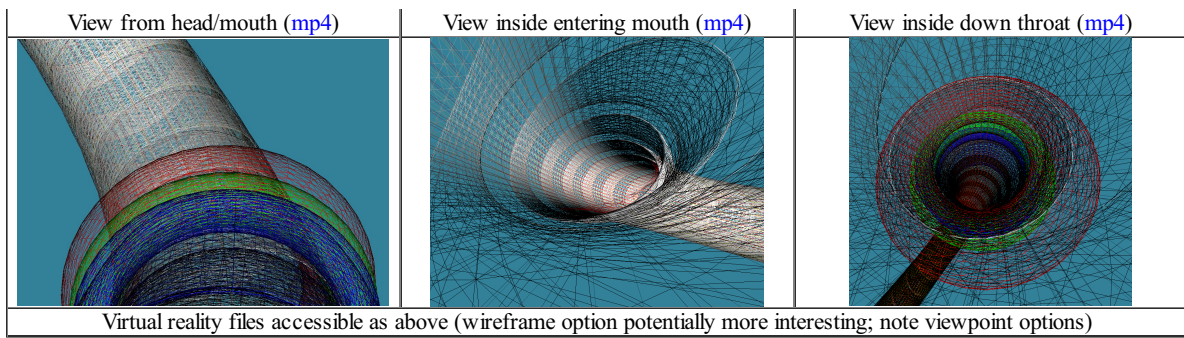 View from head/mouth (mp4)
View inside entering mouth (mp4)
View inside down throat (mp4)
Virtual reality files accessible as above (wireframe option potentially more interesting; note viewpoint options)